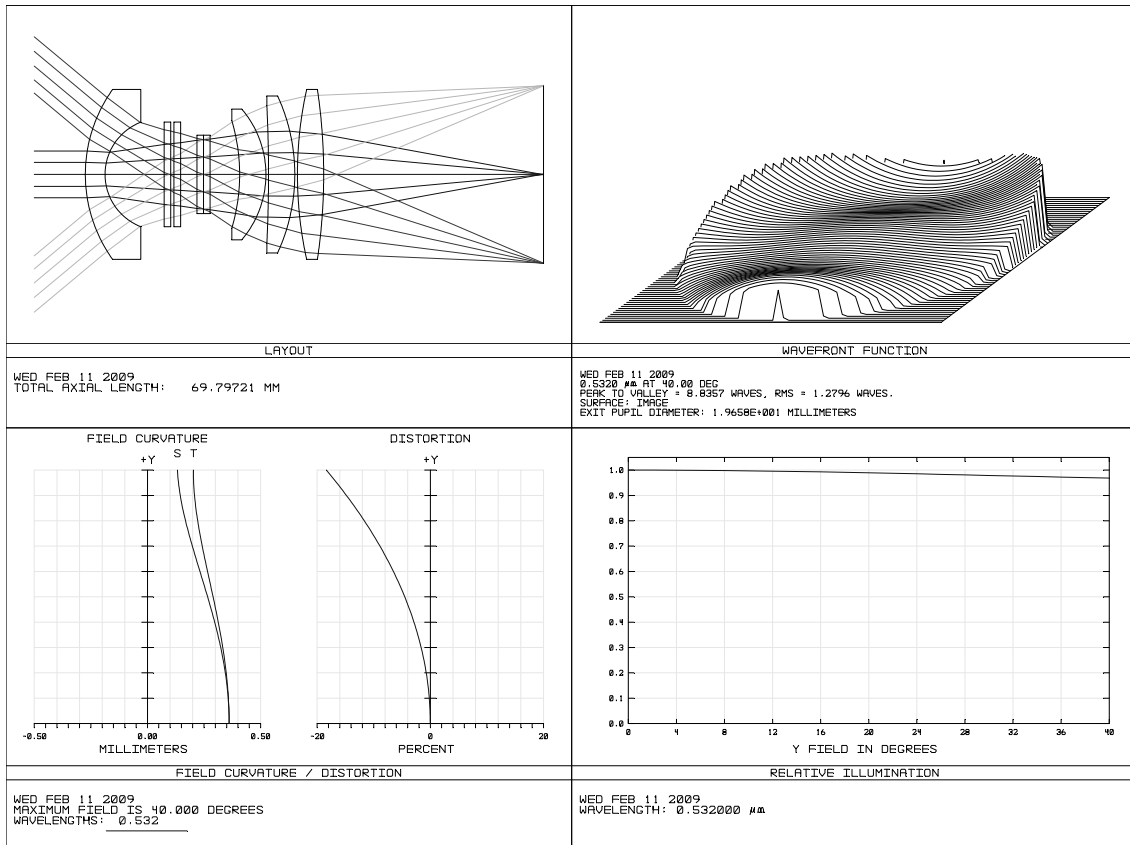 LAYOUT
WED FEB 11 2009
TOTAL AXIAL LENGTH: 69.79721 MM
WAVEFRONT FUNCTION
WED FEB 11 2009
0.5320 µm AT 40.00 DEG
PEAK TO VALLEY = 8.8357 WAVES, RMS = 1.2796 WAVES.
SURFACE: IMAGE
EXIT PUPIL DIAMETER: 1.9658E+001 MILLIMETERS
FIELD CURVATURE
S T
+Y
-0.50 0.00 0.50
MILLIMETERS
DISTORTION
+Y
-20 0 20
PERCENT
FIELD CURVATURE / DISTORTION
WED FEB 11 2009
MAXIMUM FIELD IS 40.000 DEGREES
WAVELENGTHS: 0.532
1.0
0.9
0.8
0.7
0.6
0.5
0.4
0.3
0.2
0.1
0.0
0 4 8 12 16 20 24 28 32 36 40
Y FIELD IN DEGREES
RELATIVE ILLUMINATION
WED FEB 11 2009
WAVELENGTH: 0.532000 µm